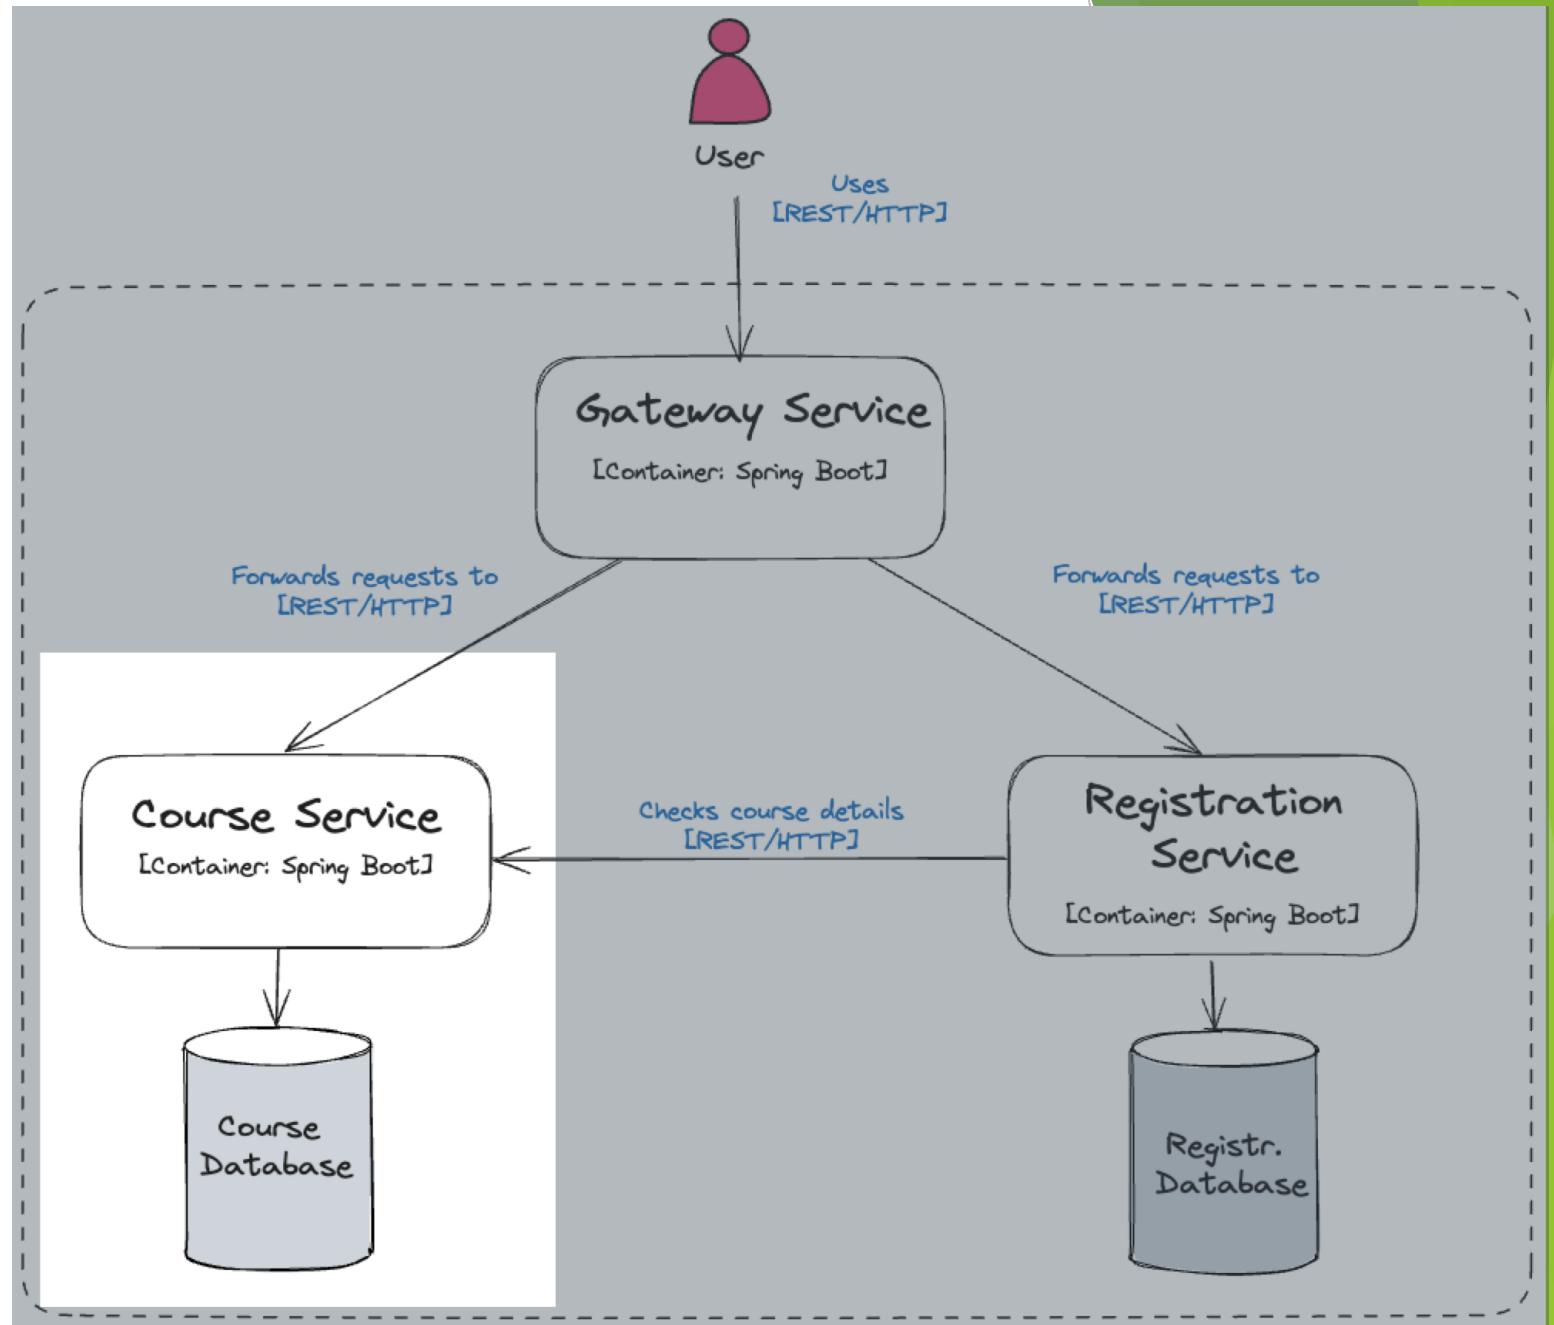 User
Uses
[REST/HTTP]
Gateway Service
[Container: Spring Boot]
Forwards requests to
[REST/HTTP]
Forwards requests to
[REST/HTTP]
Course Service
[Container: Spring Boot]
Checks course details
[REST/HTTP]
Registration
Service
[Container: Spring Boot]
Course
Database
Registr.
Database